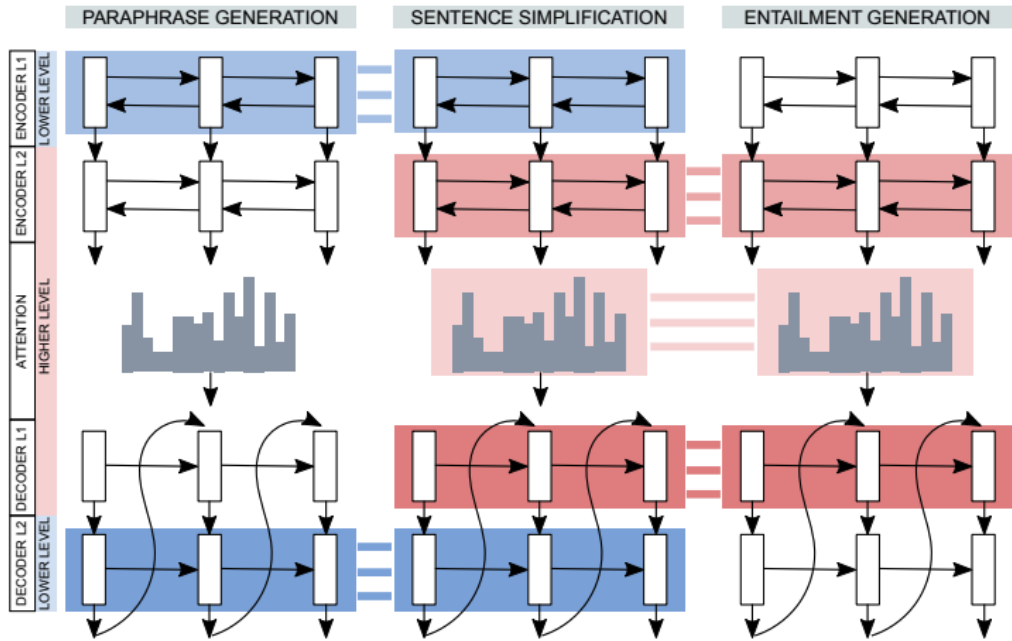 PARAPHRASE GENERATION
SENTENCE SIMPLIFICATION
ENTAILMENT GENERATION
ENCODER L1
LOWER LEVEL
ENCODER L2
ATTENTION
HIGHER LEVEL
DECODER L1
DECODER L2
LOWER LEVEL